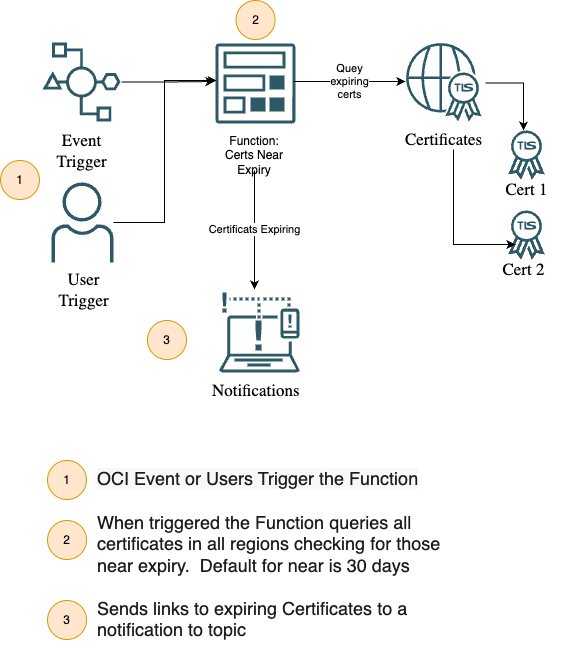 2
Quey
expiring
certs
TLS
Event
Trigger
Function:
Certs Near
Expiry
Certificates
TLS
Cert 1
1
User
Trigger
Certificats Expiring
TLS
Cert 2
3
Notifications
1
OCI Event or Users Trigger the Function
2
When triggered the Function queries all
certificates in all regions checking for those
near expiry.  Default for near is 30 days
3
Sends links to expiring Certificates to a
notification to topic